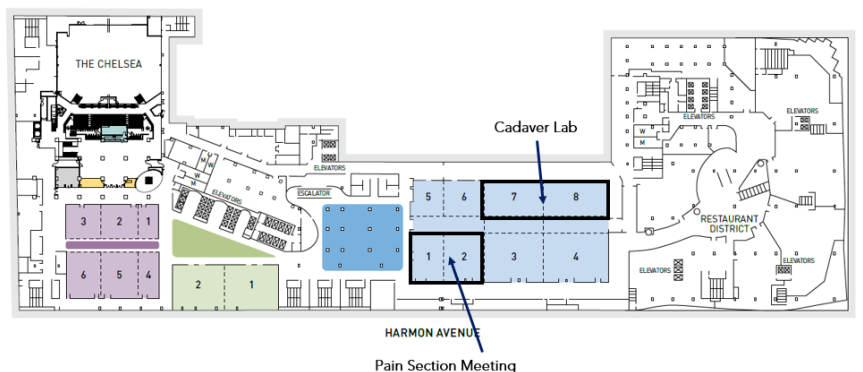 THE CHELSEA
ELEVATORS
ELEVATORS
Cadaver Lab
W
M
M
W
W
M
ELEVATORS
ELEVATORS
ESCALATOR
5
6
7
8
3
2
1
RESTAURANT
DISTRICT
6
5
4
1
2
3
4
ELEVATORS
ELEVATORS
2
1
HARMON AVENUE
Pain Section Meeting